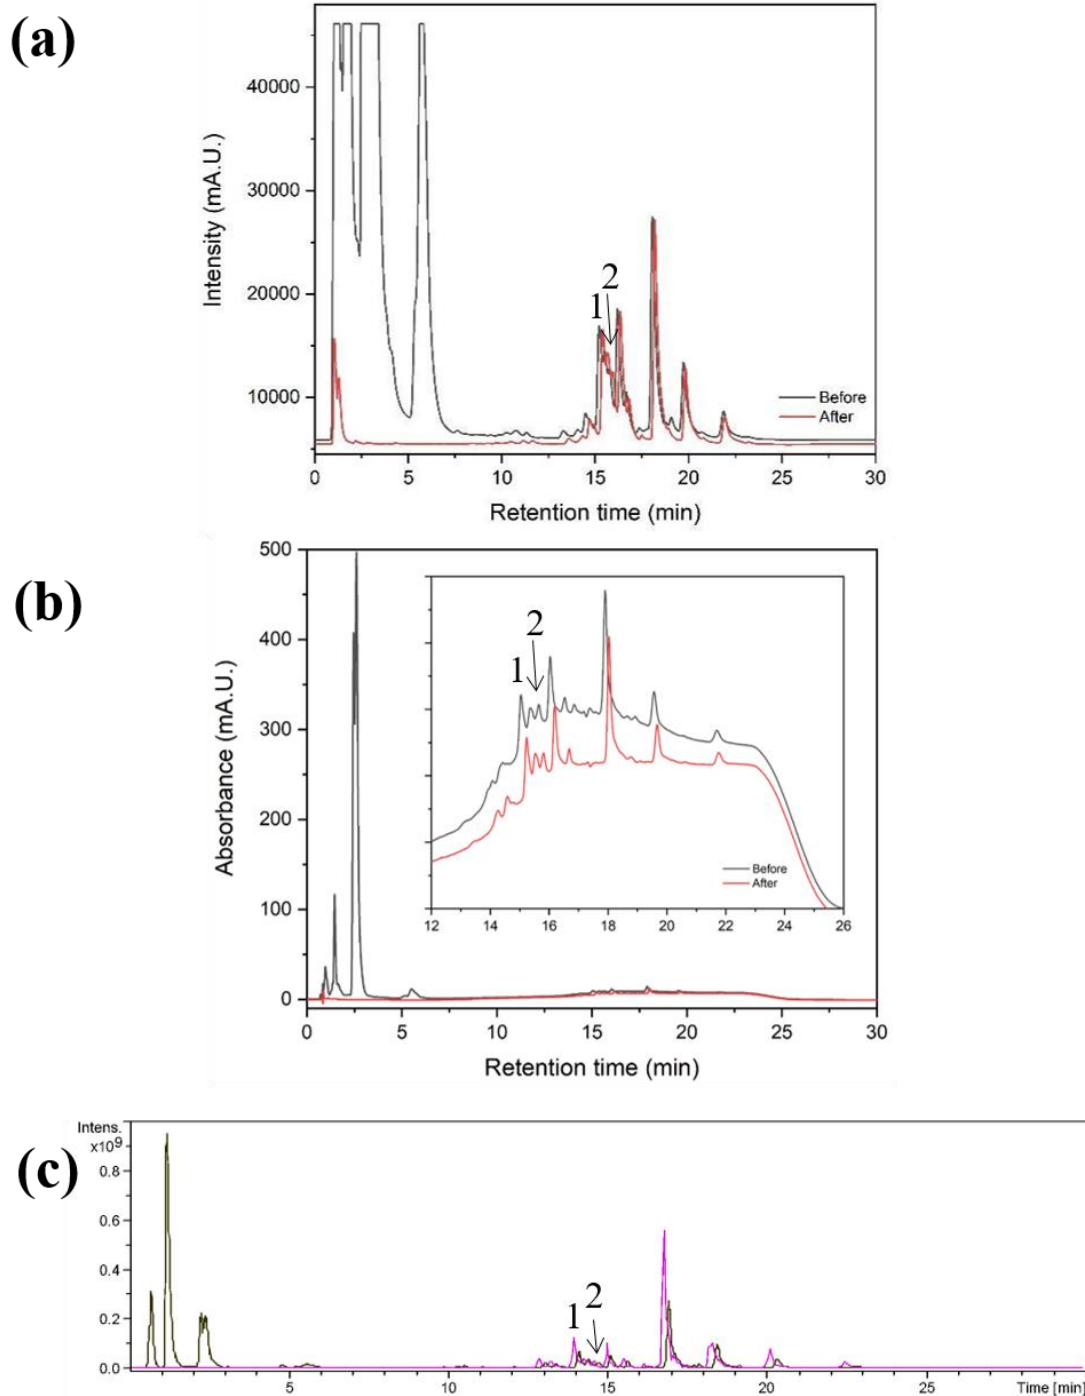 (a)
40000
30000
20000
10000
Intensity (mA.U.)
1
2
Before
After
0 5 10 15 20 25 30
Retention time (min)
(b)
500
400
300
200
100
0
Absorbance (mA.U.)
1
2
Before
After
12 14 16 18 20 22 24 26
0 5 10 15 20 25 30
Retention time (min)
(c)
Intens.
x10⁹
0.8
0.6
0.4
0.2
0.0
1
2
5 10 15 20 25 Time [min]